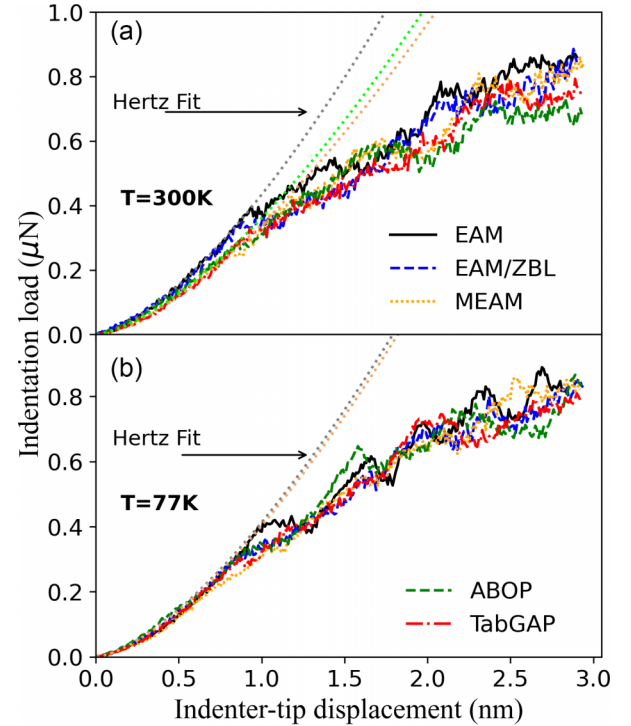 (a)
1.0
0.8
0.6
0.4
0.2
0.0
Hertz Fit
T=300K
EAM
EAM/ZBL
MEAM
Indentation load (μN)
(b)
0.8
0.6
0.4
0.2
0.0
Hertz Fit
T=77K
ABOP
TabGAP
0.0 0.5 1.0 1.5 2.0 2.5 3.0
Indenter-tip displacement (nm)